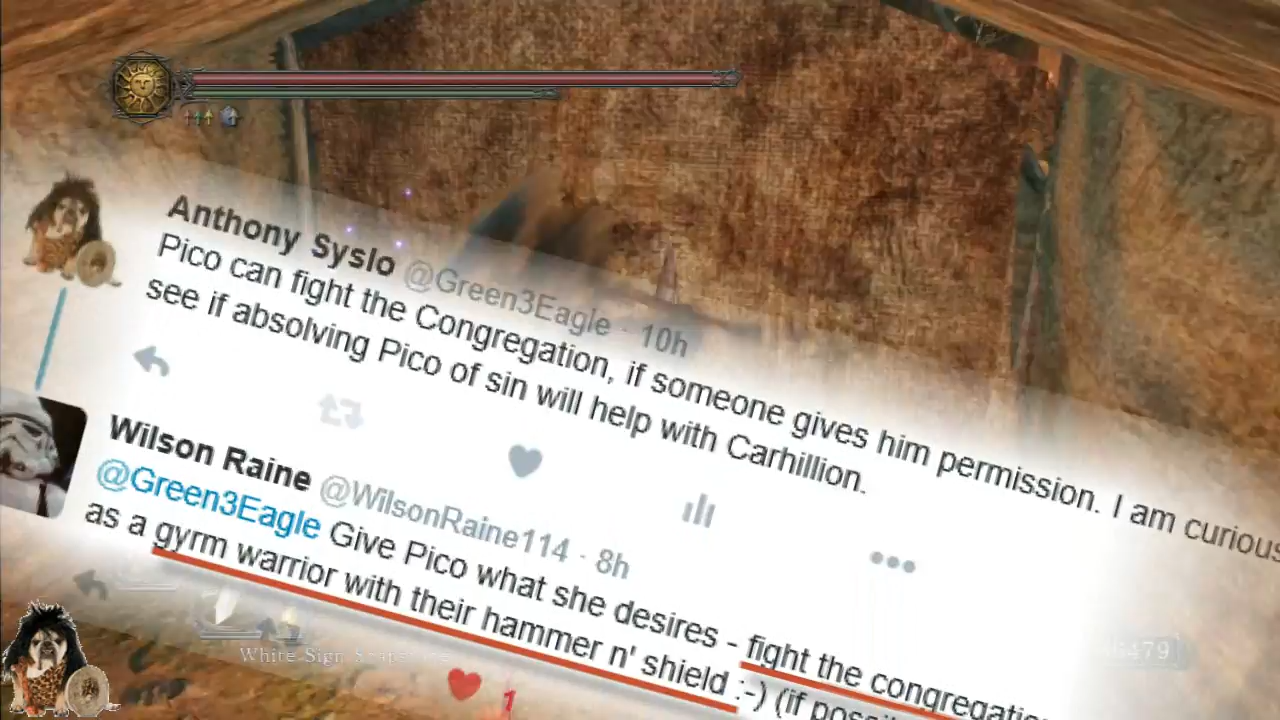 Anthony Syslo @Green3Eagle · 10h
Pico can fight the Congregation, if someone gives him permission. I am curious
see if absolving Pico of sin will help with Carhillion.
Wilson Raine @WilsonRaine114 · 8h
@Green3Eagle Give Pico what she desires - fight the
as a gyrm warrior with their hammer n' shield :-) (if
White Sign Soapstone
1